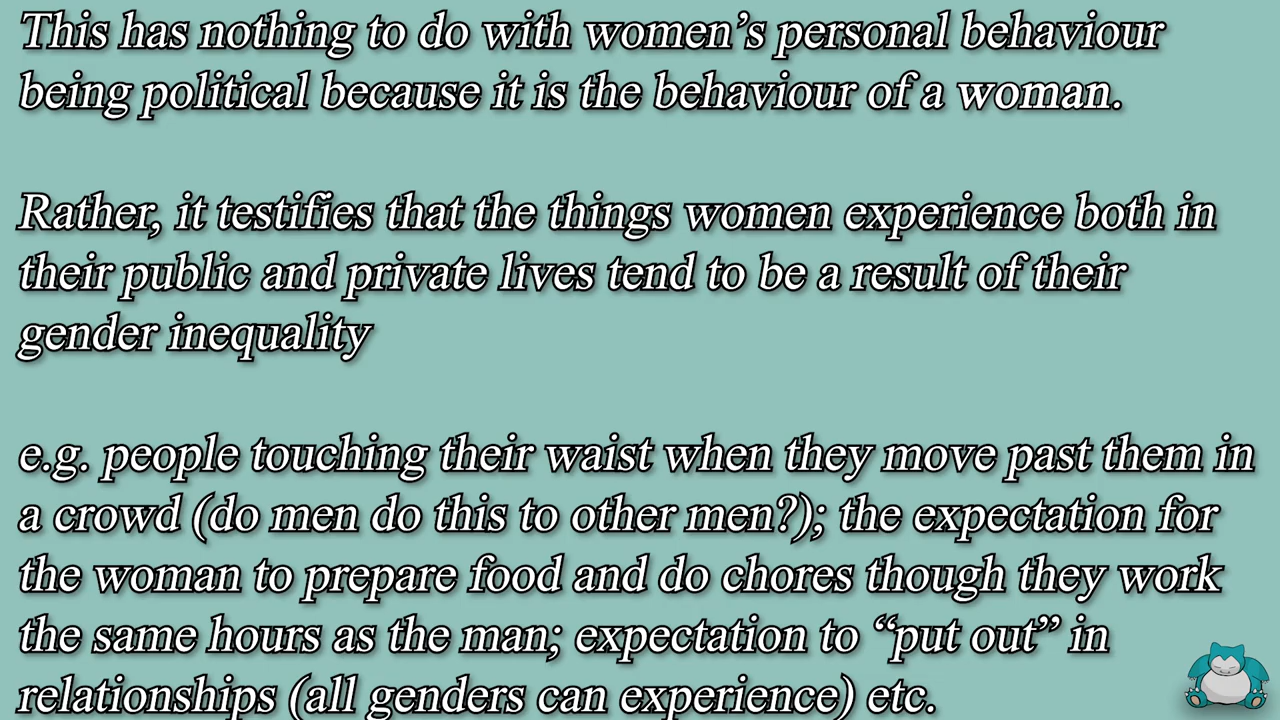 This has nothing to do with women’s personal behaviour
being political because it is the behaviour of a woman.
Rather, it testifies that the things women experience both in
their public and private lives tend to be a result of their
gender inequality
e.g. people touching their waist when they move past them in
a crowd (do men do this to other men?); the expectation for
the woman to prepare food and do chores though they work
the same hours as the man; expectation to “put out” in
relationships (all genders can experience) etc.